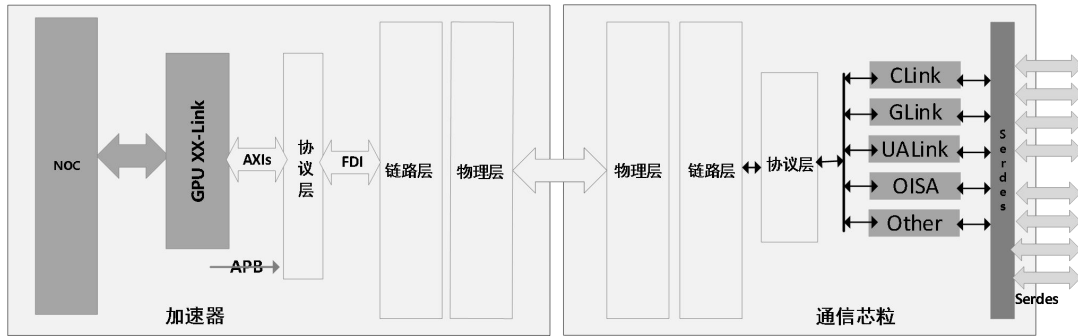 NOC
GPU XX-Link
AXIs
协议层
FDI
链路层
物理层
APB
加速器
物理层
链路层
协议层
CLink
GLink
UALink
OISA
Other
Serdes
Serdes
通信芯粒